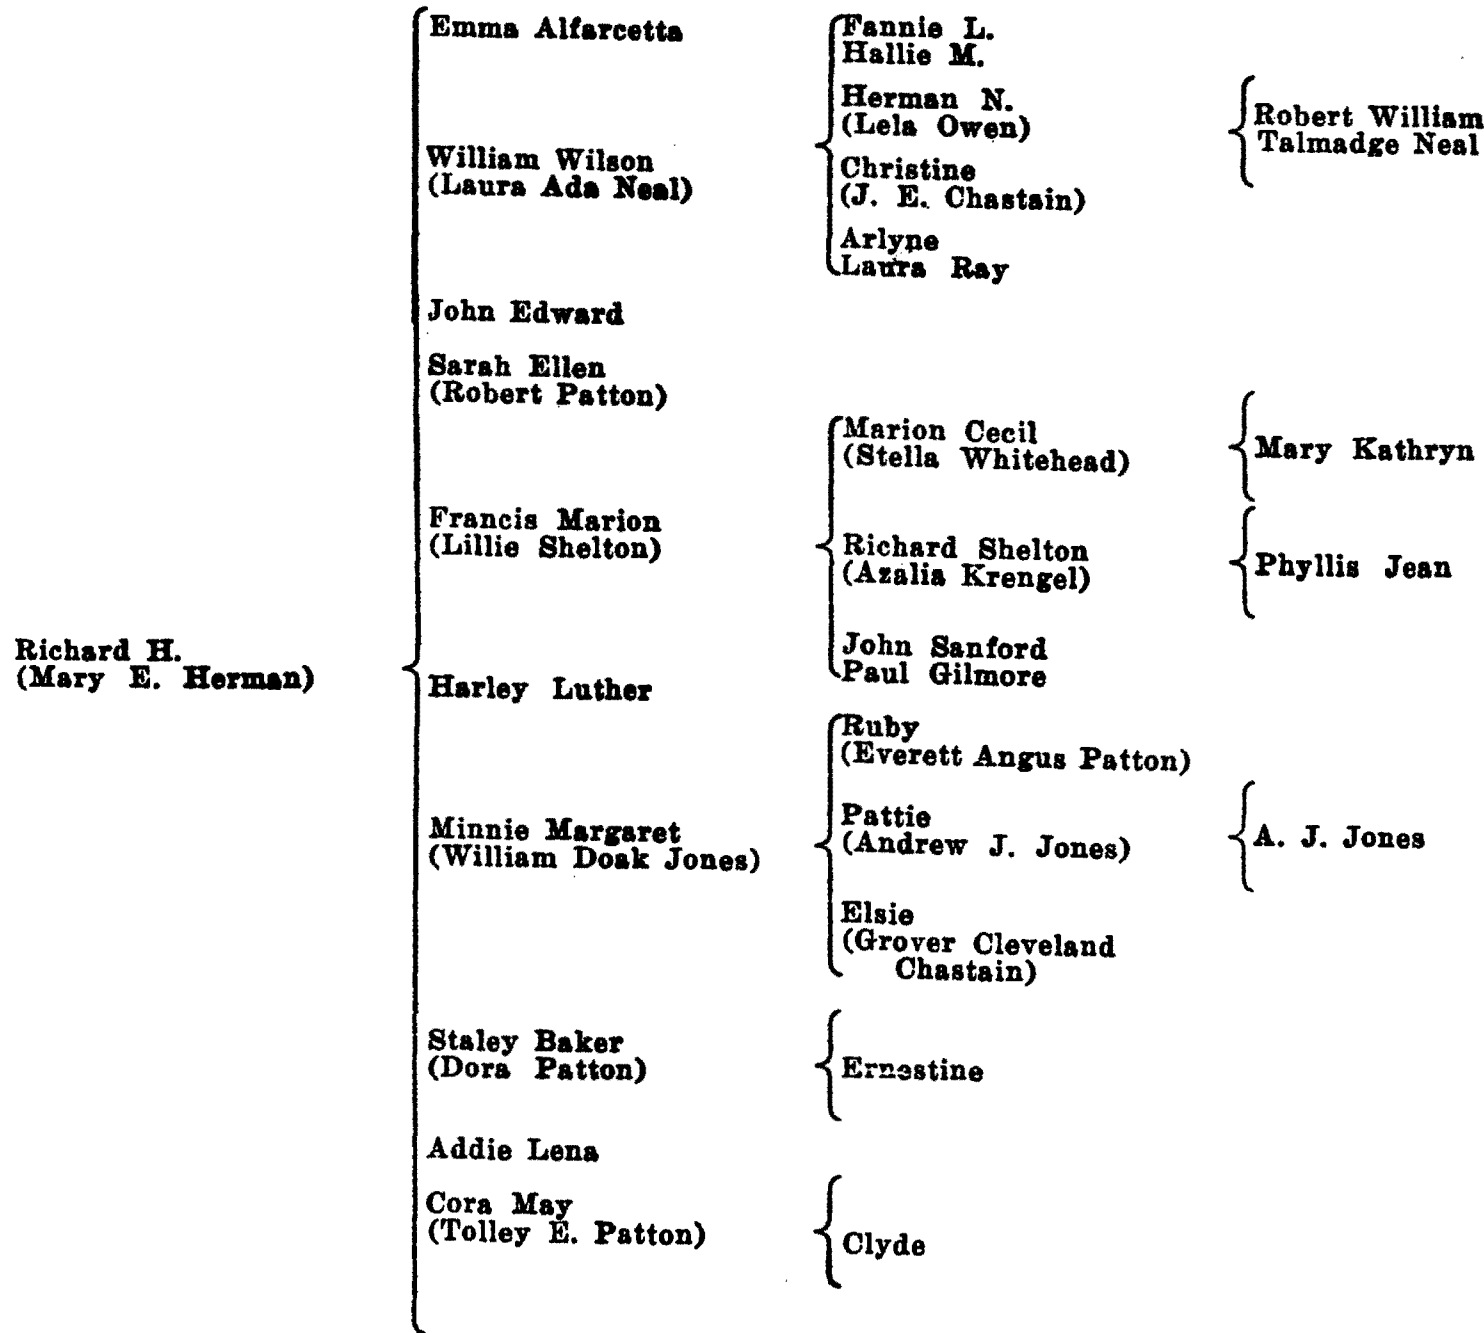 Richard H.
(Mary E. Herman)
Emma Alfarcetta
William Wilson
(Laura Ada Neal)
John Edward
Sarah Ellen
(Robert Patton)
Francis Marion
(Lillie Shelton)
Harley Luther
Minnie Margaret
(William Doak Jones)
Staley Baker
(Dora Patton)
Addie Lena
Cora May
(Tolley E. Patton)
Fannie L.
Hallie M.
Herman N.
(Lela Owen)
Christine
(J. E. Chastain)
Arlyne
Laura Ray
Marion Cecil
(Stella Whitehead)
Richard Shelton
(Azalia Krengel)
John Sanford
Paul Gilmore
Ruby
(Everett Angus Patton)
Pattie
(Andrew J. Jones)
Elsie
(Grover Cleveland
Chastain)
Ernestine
Clyde
Robert William
Talmadge Neal
Mary Kathryn
Phyllis Jean
A. J. Jones